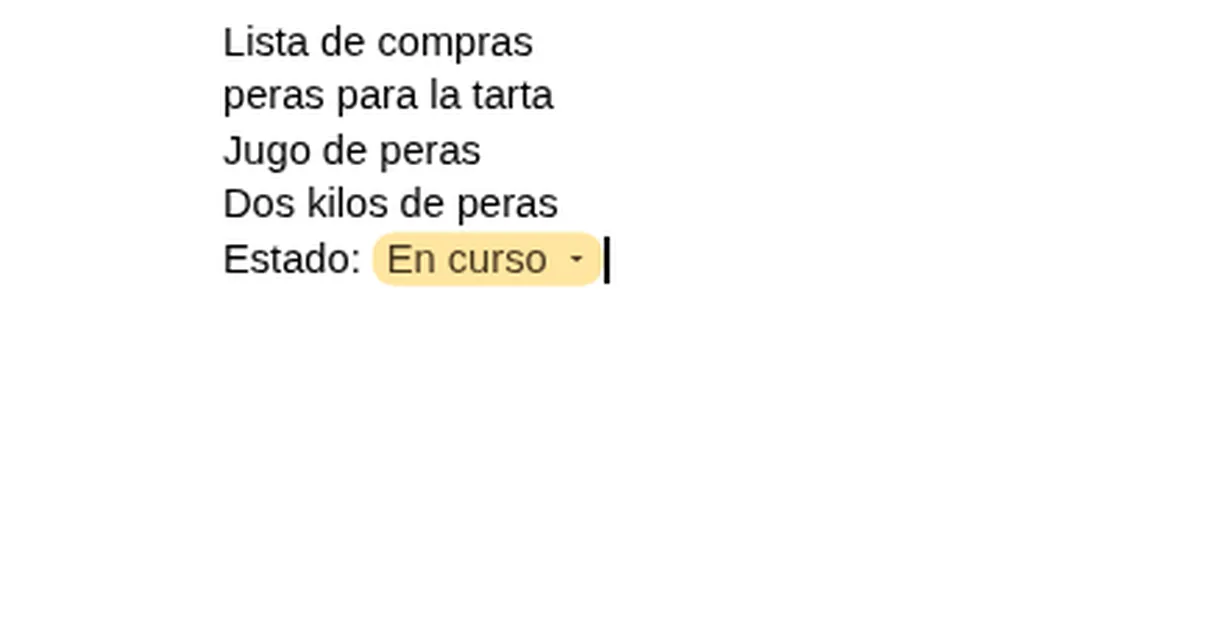 Lista de compras
peras para la tarta
Jugo de peras
Dos kilos de peras
Estado: En curso